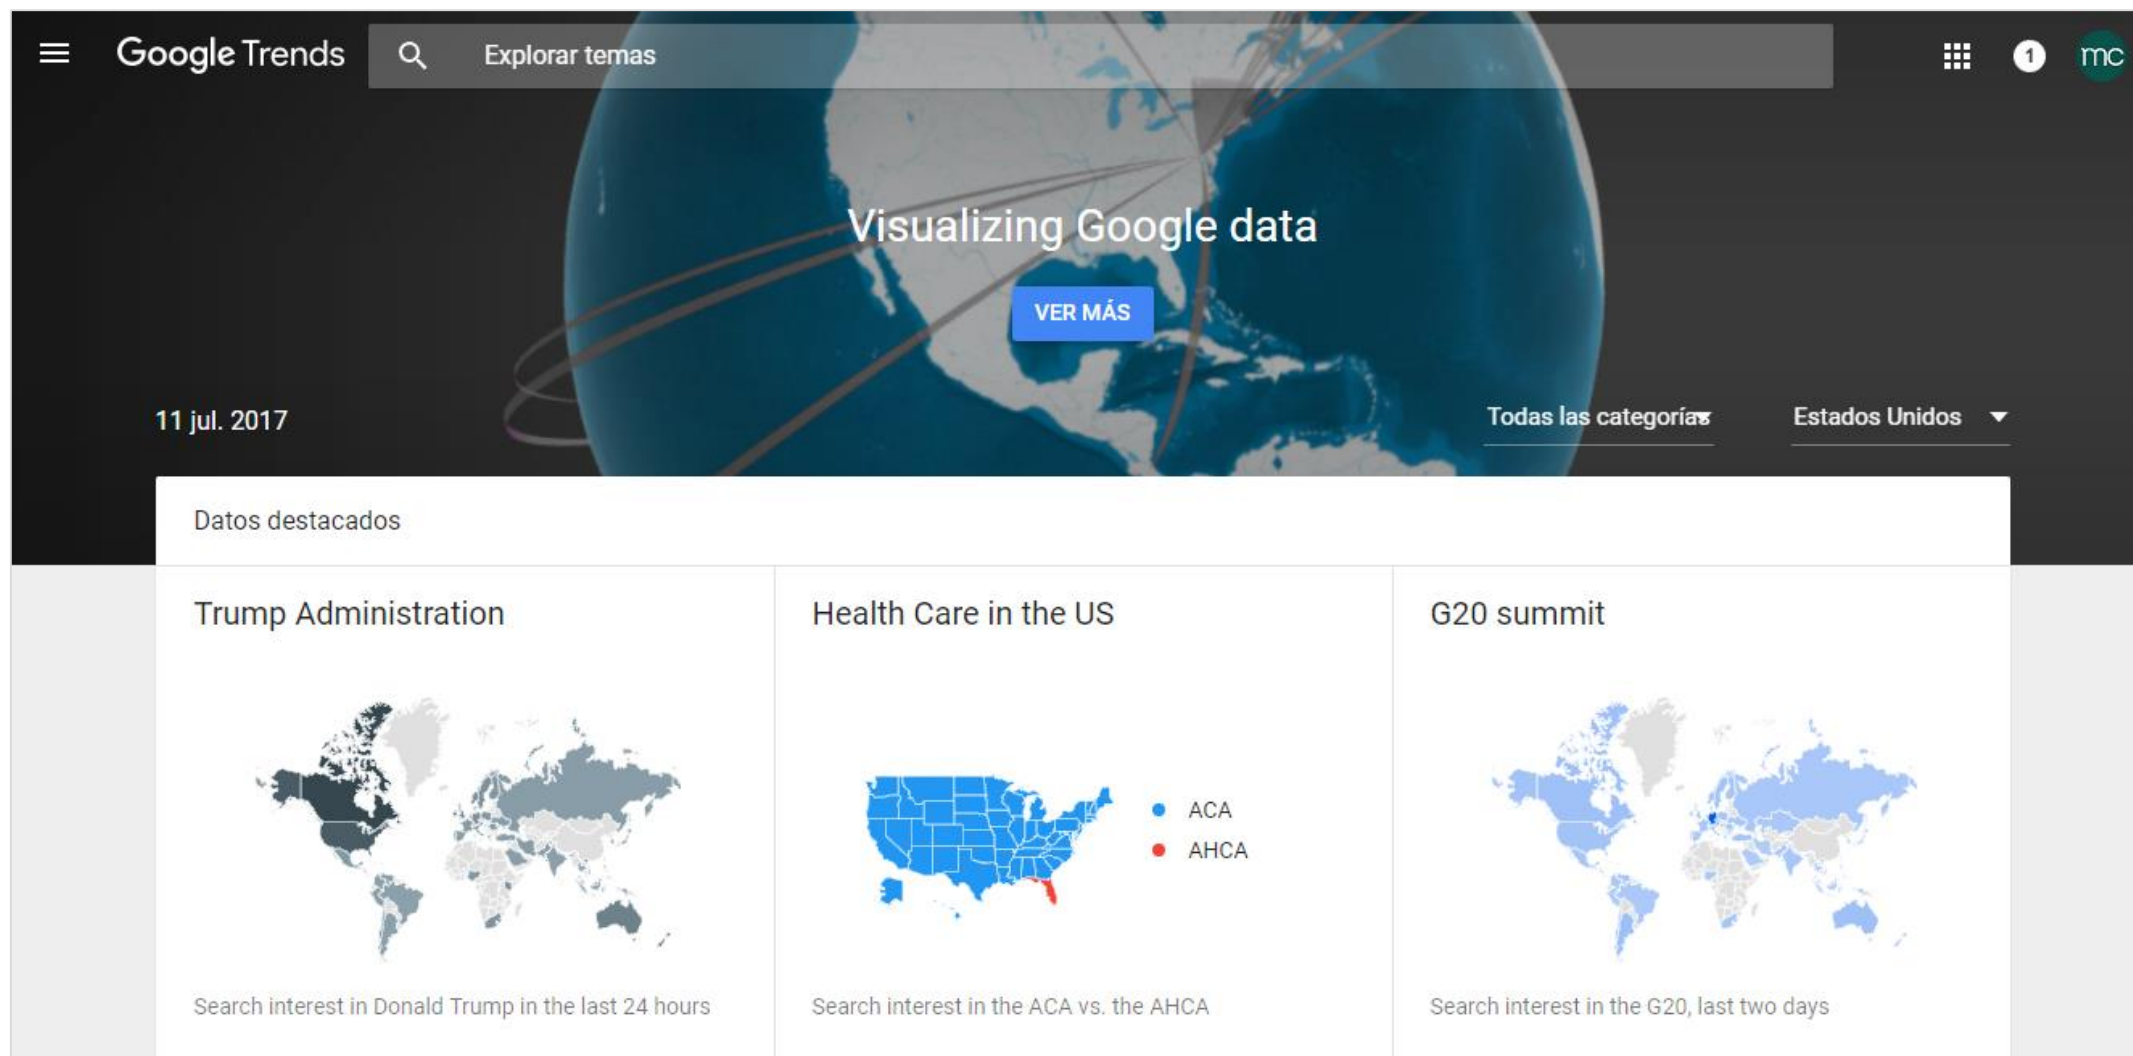 Google Trends
Explorar temas
1
mc
Visualizing Google data
VER MÁS
11 jul. 2017
Todas las categorías
Estados Unidos
Datos destacados
Trump Administration
Health Care in the US
G20 summit
ACA
AHCA
Search interest in Donald Trump in the last 24 hours
Search interest in the ACA vs. the AHCA
Search interest in the G20, last two days